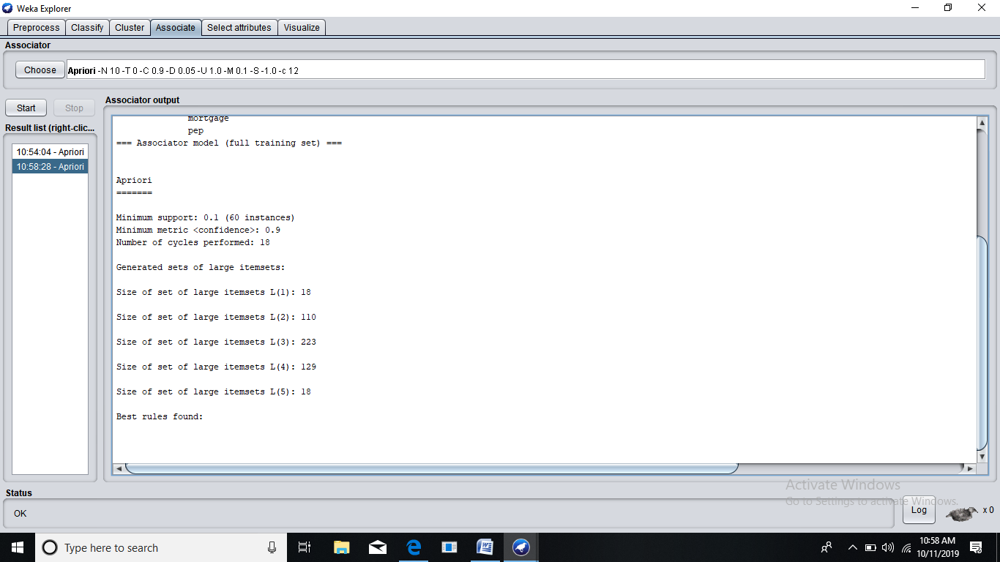 Weka Explorer
Preprocess Classify Cluster Associate Select attributes Visualize
Associator
Choose Apriori -N 10 -T 0 -C 0.9 -D 0.05 -U 1.0 -M 0.1 -S -1.0 -c 12
Start Stop
Result list (right-clic...
10:54:04 - Apriori
10:58:28 - Apriori
Associator output
mortgage
pep
=== Associator model (full training set) ===
Apriori
=======
Minimum support: 0.1 (60 instances)
Minimum metric <confidence>: 0.9
Number of cycles performed: 18
Generated sets of large itemsets:
Size of set of large itemsets L(1): 18
Size of set of large itemsets L(2): 110
Size of set of large itemsets L(3): 223
Size of set of large itemsets L(4): 129
Size of set of large itemsets L(5): 18
Best rules found:
Status
OK
Activate Windows
Go to Settings to activate Windows.
Log x 0
Type here to search
10:58 AM
10/11/2019